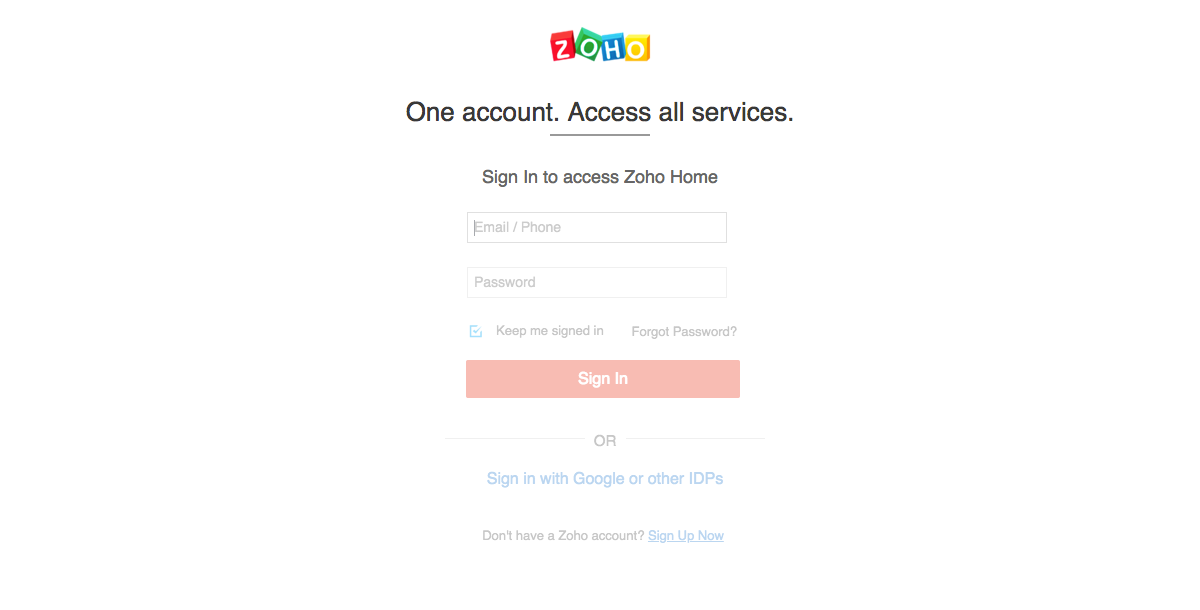 ZOHO
One account. Access all services.
Sign In to access Zoho Home
Email / Phone
Password
Keep me signed in Forgot Password?
Sign In
OR
Sign in with Google or other IDPs
Don't have a Zoho account? Sign Up Now